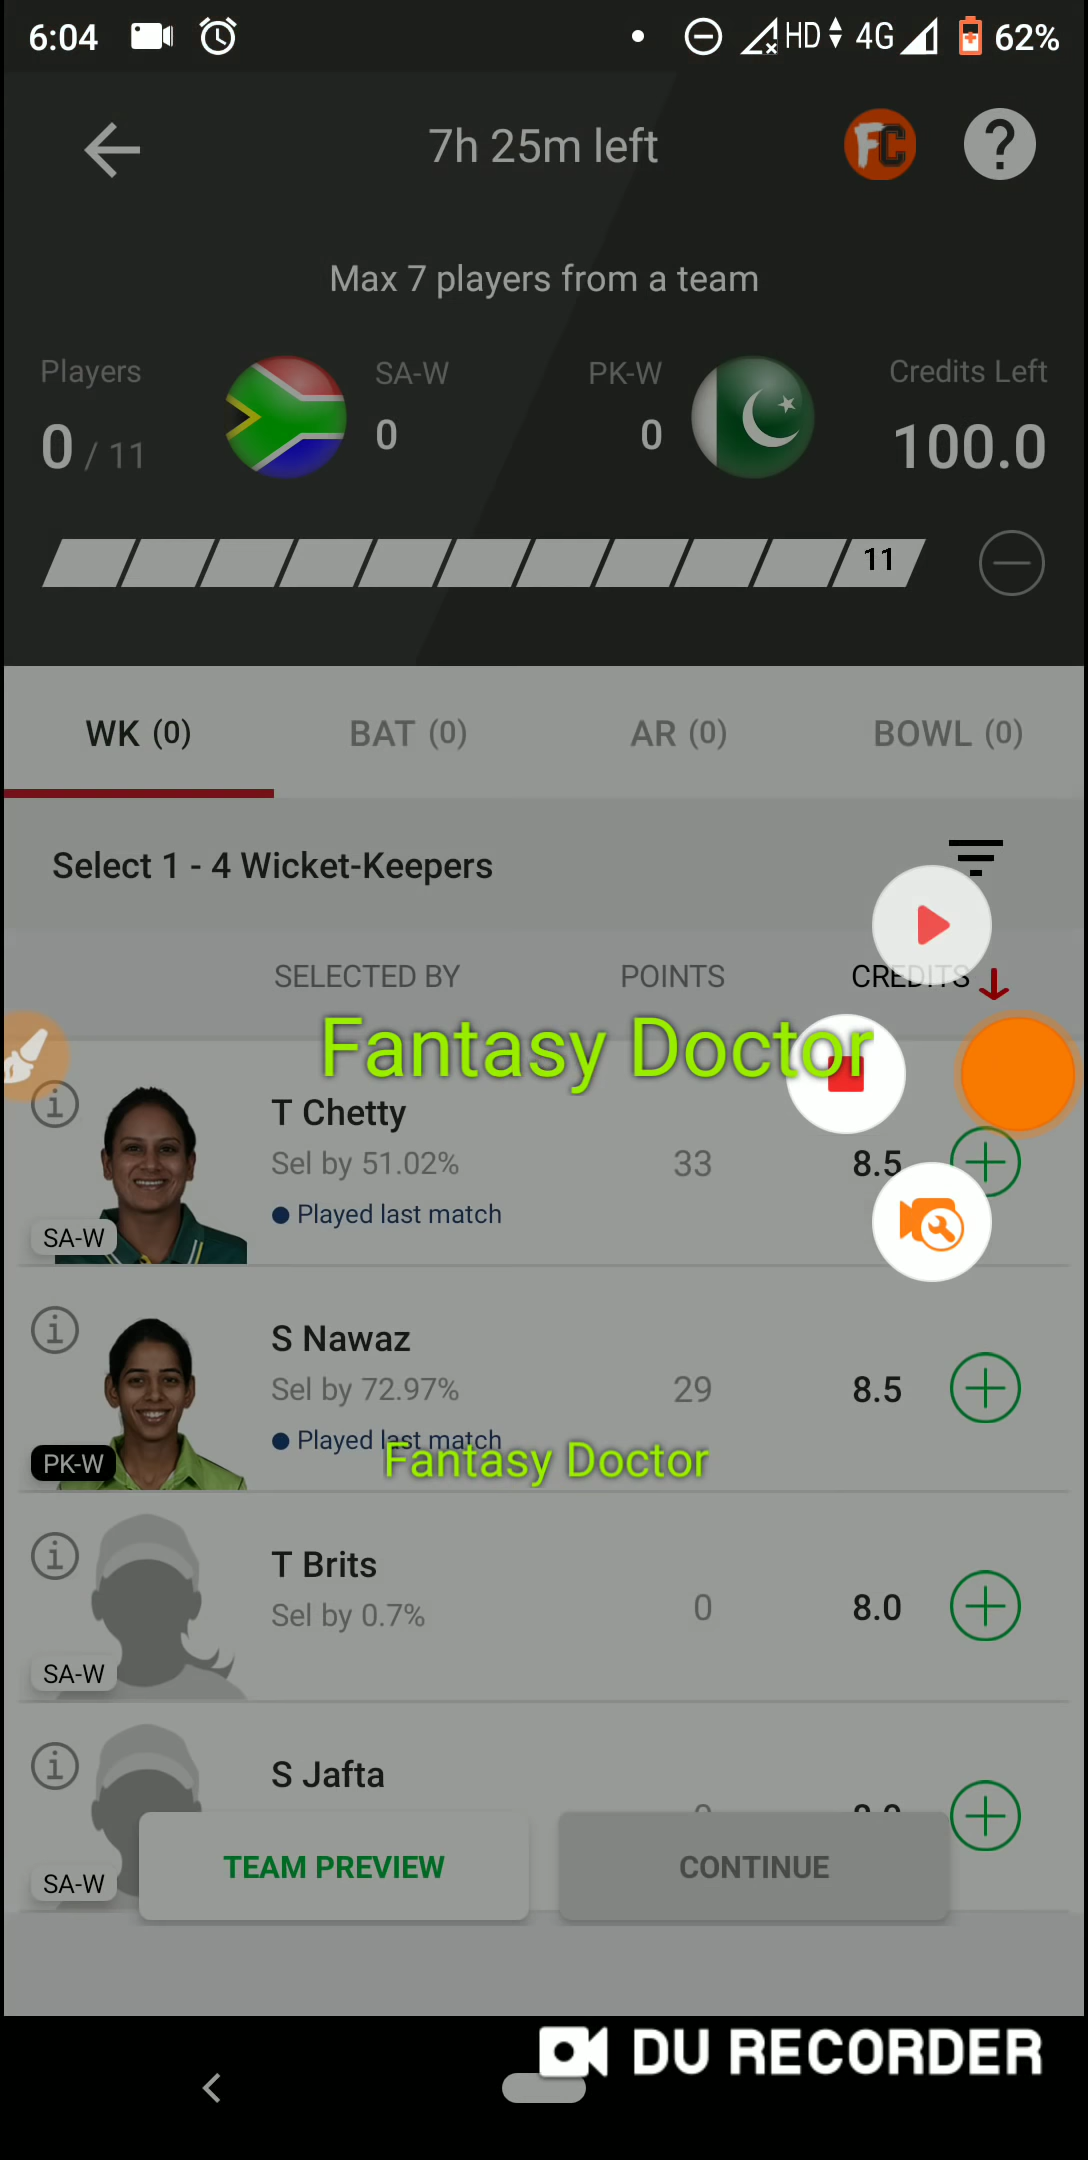 6:04 HD 4G 62%
7h 25m left FC ?
Max 7 players from a team
Players SA-W PK-W Credits Left
0 / 11 0 0 100.0
11
WK (0) BAT (0) AR (0) BOWL (0)
Select 1 - 4 Wicket-Keepers
SELECTED BY POINTS CREDITS
Fantasy Doctor
T Chetty
Sel by 51.02% 33 8.5
Played last match
SA-W
S Nawaz
Sel by 72.97% 29 8.5
Played last match
PK-W
Fantasy Doctor
T Brits
Sel by 0.7% 0 8.0
SA-W
S Jafta
TEAM PREVIEW CONTINUE
SA-W
DU RECORDER